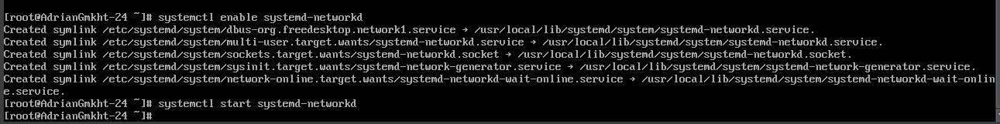 [root@AdrianGmkht-24 ~]# systemctl enable systemd-networkd
Created symlink /etc/systemd/system/dbus-org.freedesktop.network1.service → /usr/local/lib/systemd/system/systemd-networkd.service.
Created symlink /etc/systemd/system/multi-user.target.wants/systemd-networkd.service → /usr/local/lib/systemd/system/systemd-networkd.service.
Created symlink /etc/systemd/system/sockets.target.wants/systemd-networkd.socket → /usr/local/lib/systemd/system/systemd-networkd.socket.
Created symlink /etc/systemd/system/sysinit.target.wants/systemd-network-generator.service → /usr/local/lib/systemd/system/systemd-network-generator.service.
Created symlink /etc/systemd/system/network-online.target.wants/systemd-networkd-wait-online.service → /usr/local/lib/systemd/system/systemd-networkd-wait-onlin
e.service.
[root@AdrianGmkht-24 ~]# systemctl start systemd-networkd
[root@AdrianGmkht-24 ~]#